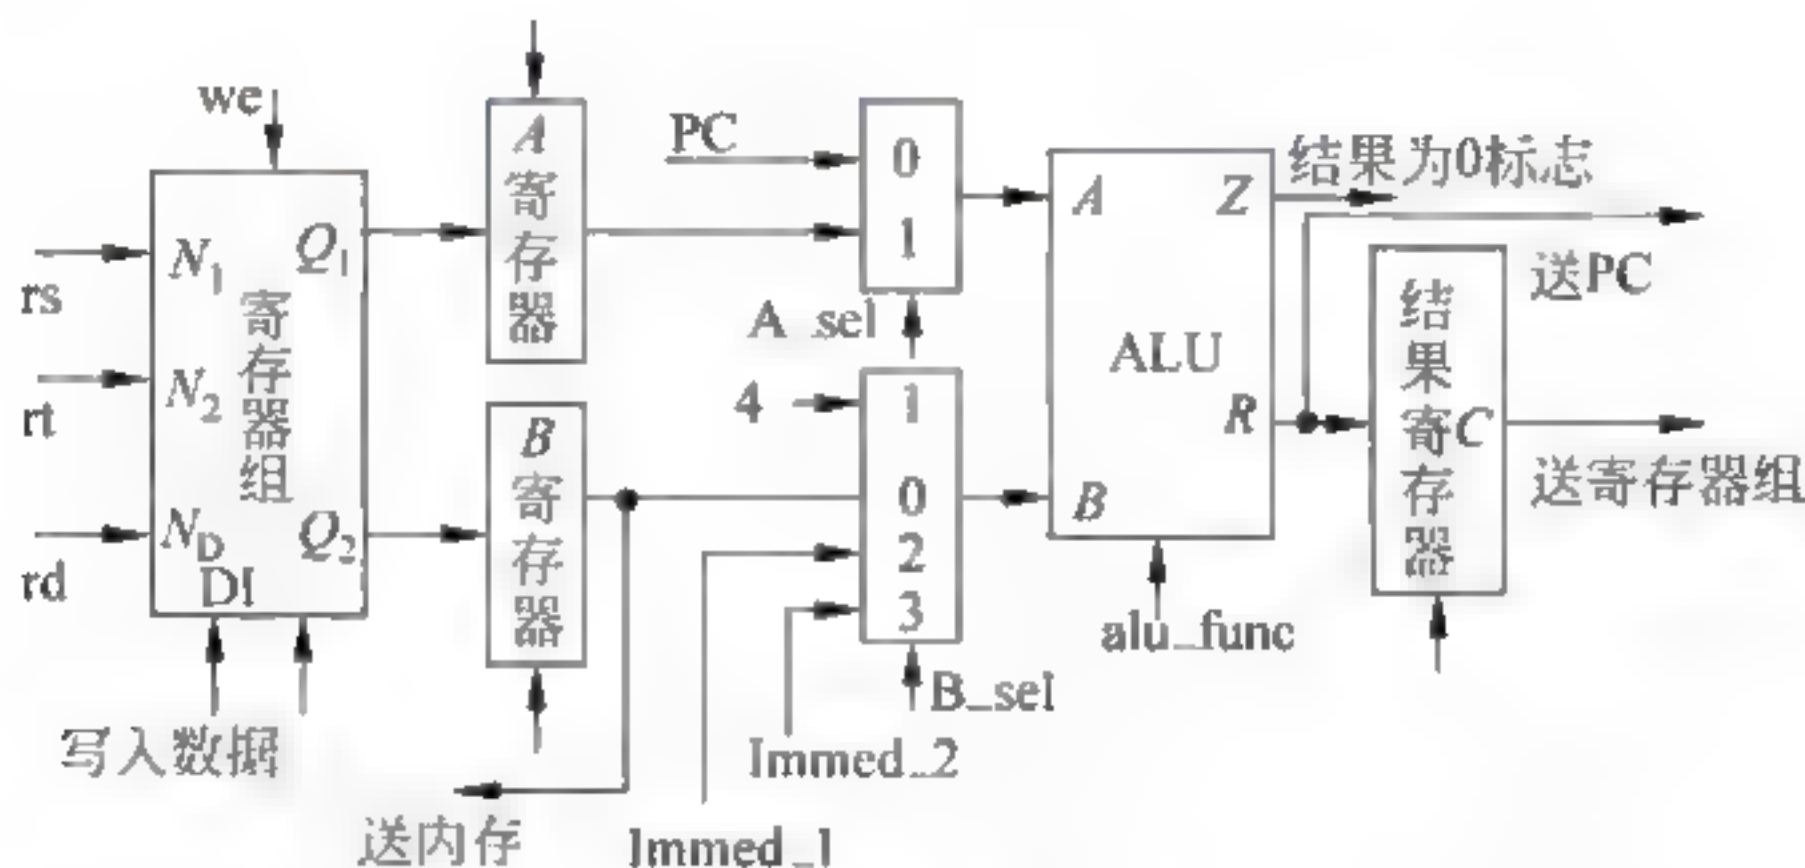 we
rs
rt
rd
N1
N2
ND
DI
Q1
Q2
寄存器组
写入数据
A寄存器
B寄存器
送内存
PC
0
1
A_sel
4
1
0
2
3
B_sel
Immed_2
Immed_1
A
B
ALU
Z
R
alu_func
结果为0标志
送PC
结果寄存器
C
送寄存器组